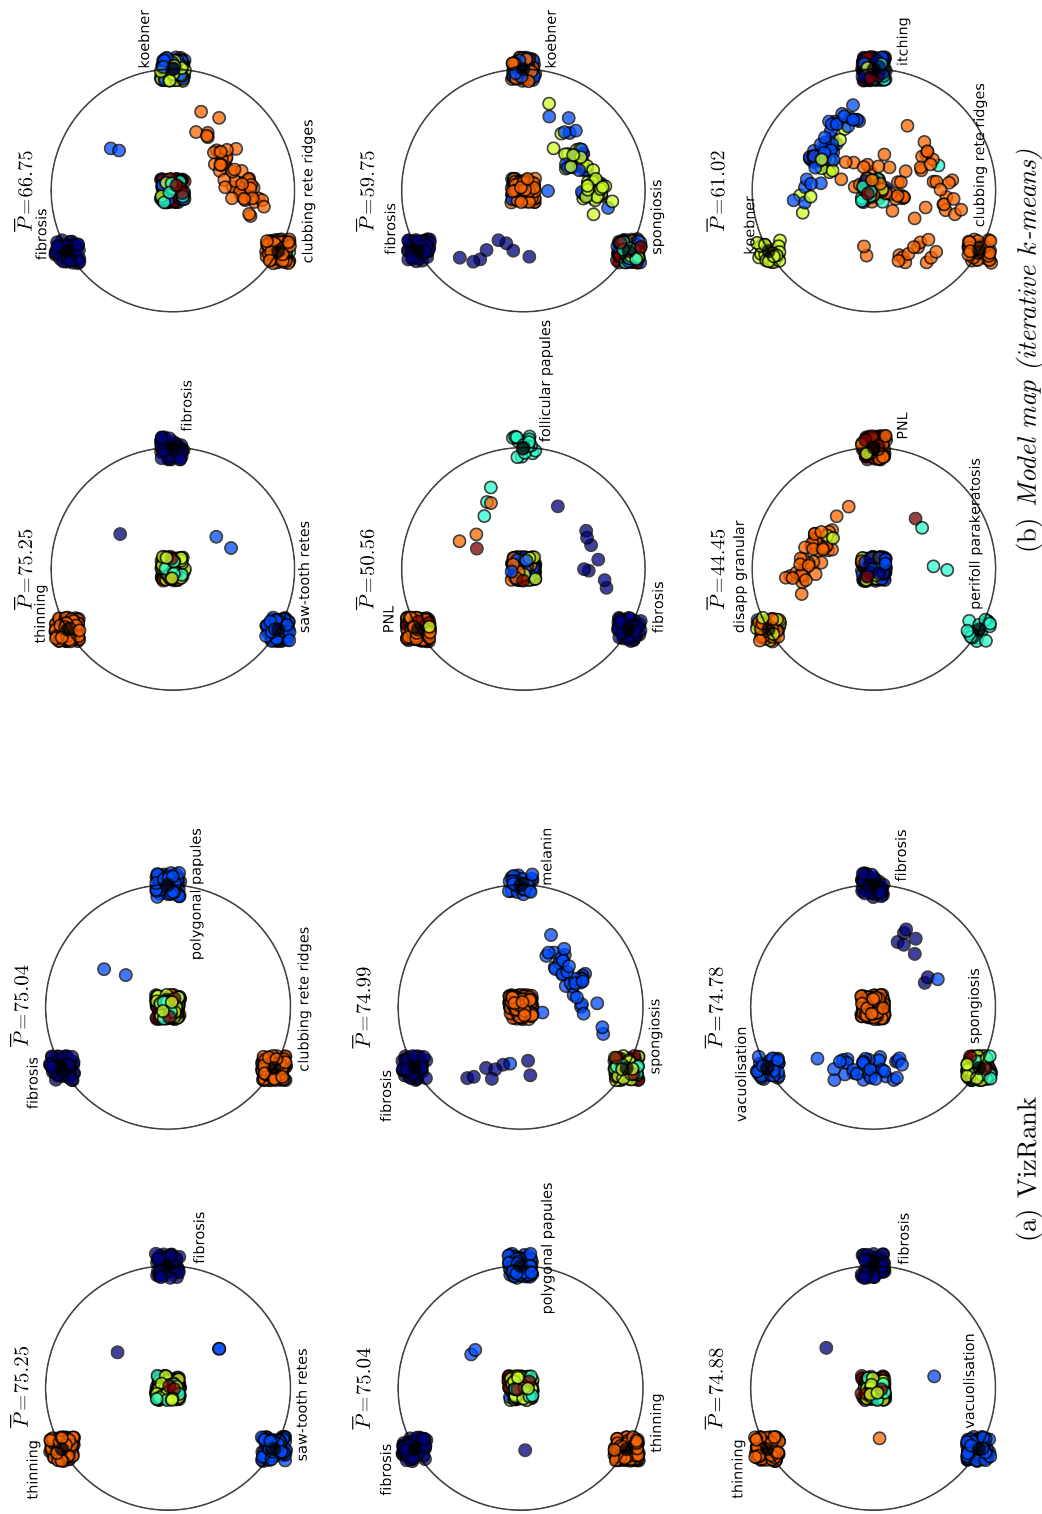 P̅=75.25
thinning
fibrosis
saw-tooth retes
P̅=75.04
fibrosis
polygonal papules
clubbing rete ridges
P̅=75.04
fibrosis
polygonal papules
thinning
P̅=74.99
fibrosis
melanin
spongiosis
P̅=74.88
thinning
fibrosis
vacuolisation
P̅=74.78
vacuolisation
fibrosis
spongiosis
(a) VizRank
P̅=75.25
thinning
fibrosis
saw-tooth retes
P̅=66.75
fibrosis
koebner
clubbing rete ridges
P̅=50.56
PNL
follicular papules
fibrosis
P̅=59.75
fibrosis
koebner
spongiosis
P̅=44.45
disapp granular
PNL
perifoll parakeratosis
P̅=61.02
koebner
itching
clubbing rete ridges
(b) Model map (iterative k-means)